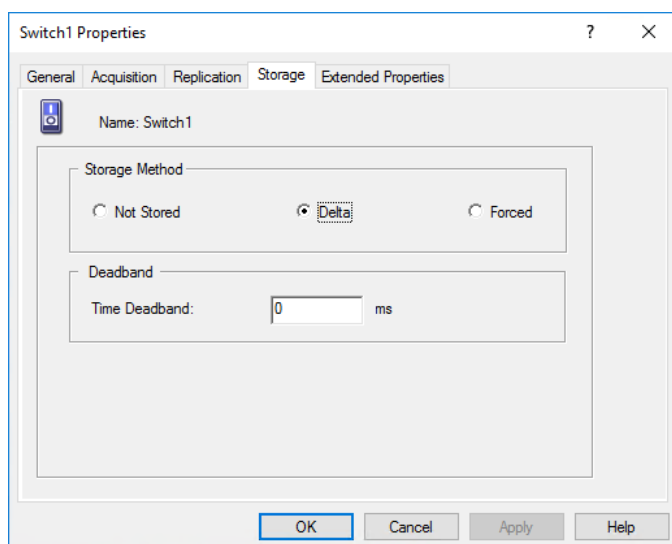 Switch1 Properties
?
General Acquisition Replication Storage Extended Properties
Name: Switch1
Storage Method
Not Stored Delta Forced
Deadband
Time Deadband: 0 ms
OK Cancel Apply Help